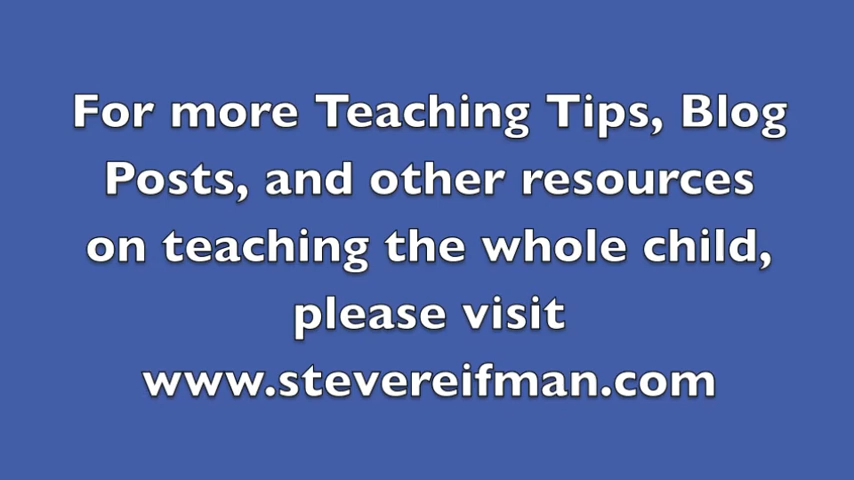 For more Teaching Tips, Blog
Posts, and other resources
on teaching the whole child,
please visit
www.stevereifman.com